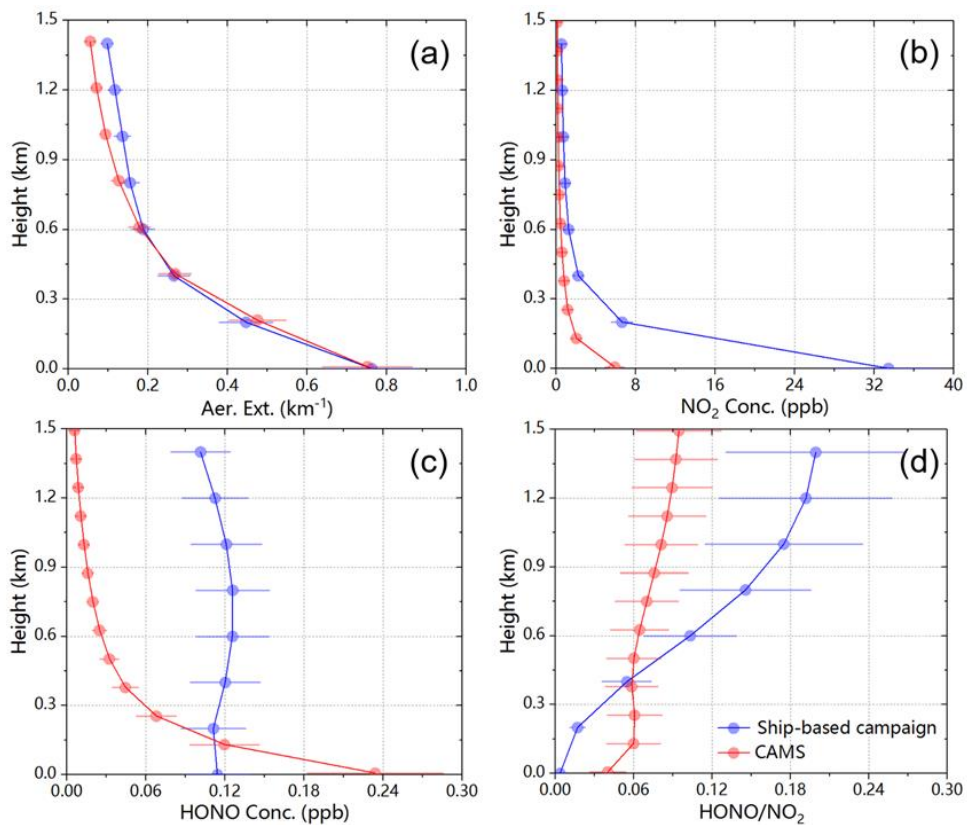 1.5
1.2
0.9
0.6
0.3
0.0
Height (km)
(a)
0.0 0.2 0.4 0.6 0.8 1.0
Aer. Ext. (km⁻¹)
1.5
1.2
0.9
0.6
0.3
0.0
Height (km)
(b)
0 8 16 24 32 40
NO₂ Conc. (ppb)
1.5
1.2
0.9
0.6
0.3
0.0
Height (km)
(c)
0.00 0.06 0.12 0.18 0.24 0.30
HONO Conc. (ppb)
1.5
1.2
0.9
0.6
0.3
0.0
Height (km)
(d)
Ship-based campaign
CAMS
0.00 0.06 0.12 0.18 0.24 0.30
HONO/NO₂